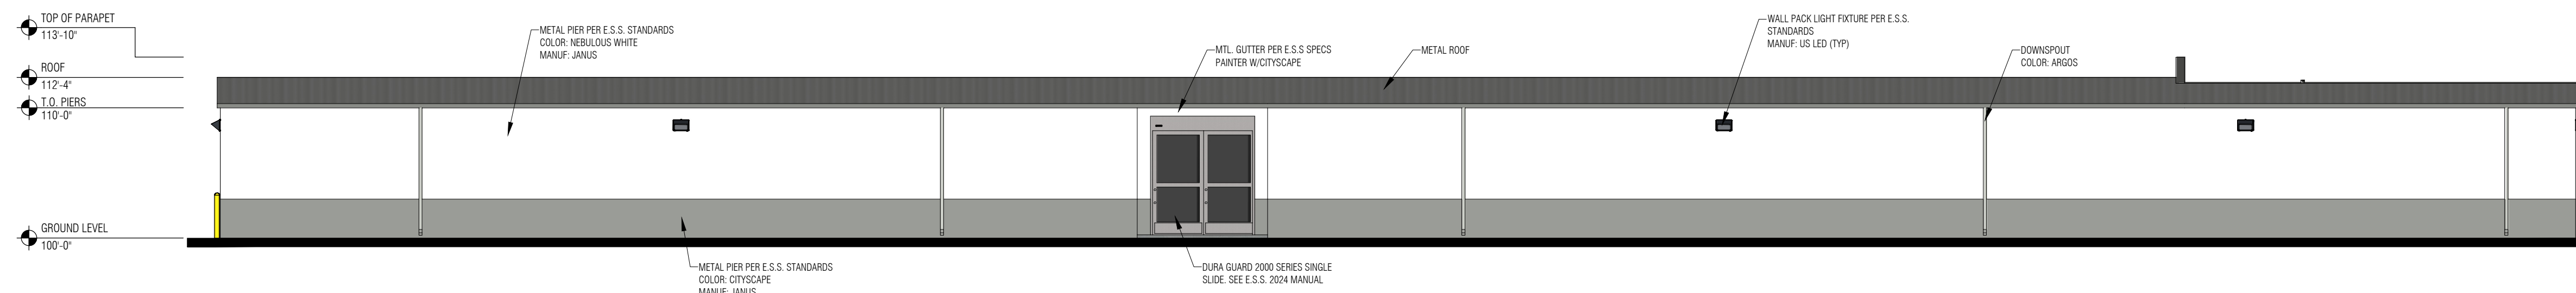 TOP OF PARAPET
113'-10"
ROOF
112'-4"
T.O. PIERS
110'-0"
GROUND LEVEL
100'-0"
METAL PIER PER E.S.S. STANDARDS
COLOR: NEBULOUS WHITE
MANUF: JANUS
MTL. GUTTER PER E.S.S SPECS
PAINTER W/CITYSCAPE
METAL ROOF
WALL PACK LIGHT FIXTURE PER E.S.S.
STANDARDS
MANUF: US LED (TYP)
DOWNSPOUT
COLOR: ARGOS
METAL PIER PER E.S.S. STANDARDS
COLOR: CITYSCAPE
MANUF: JANUS
DURA GUARD 2000 SERIES SINGLE
SLIDE. SEE E.S.S. 2024 MANUAL